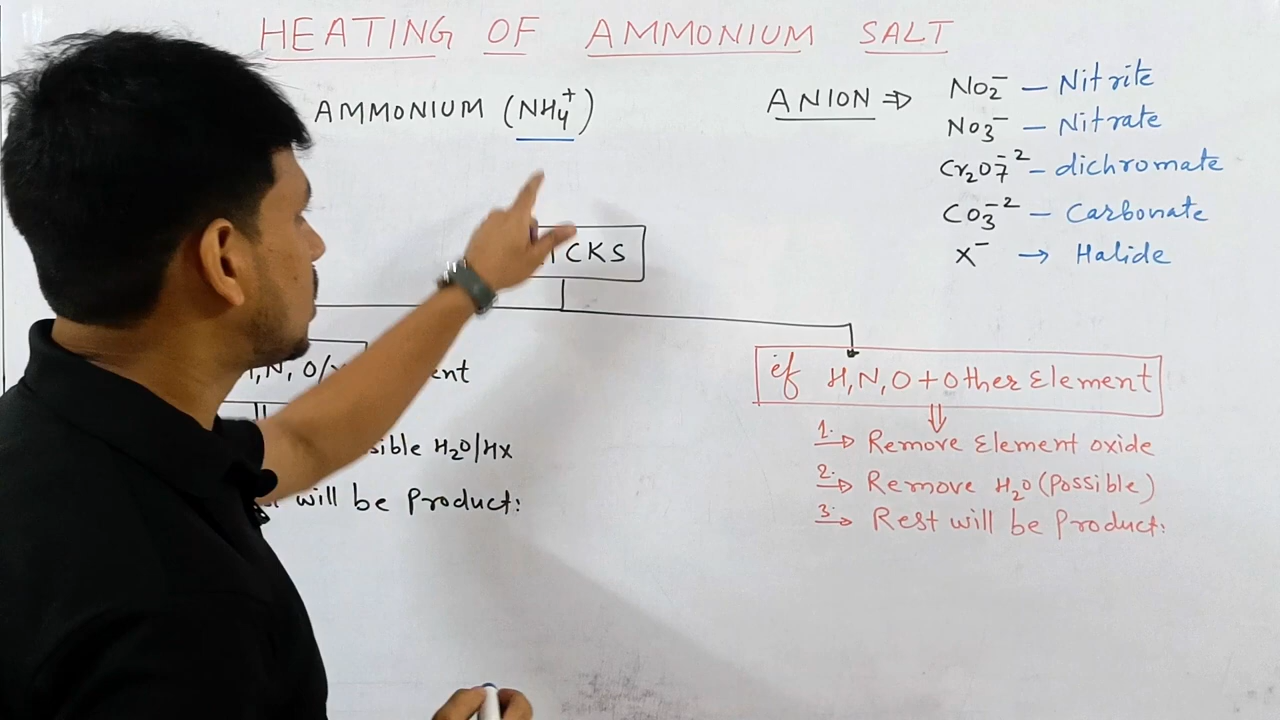 HEATING OF AMMONIUM SALT
AMMONIUM (NH4+)
ANION ⇒
NO2− — Nitrite
NO3− — Nitrate
Cr2O7−2 — dichromate
CO3−2 — Carbonate
X− → Halide
ICKS
,N, O/ ent
sible H2O/HX
will be Product:
if H,N,O + Other Element
1. → Remove Element oxide
2. → Remove H2O (Possible)
3. → Rest will be Product: